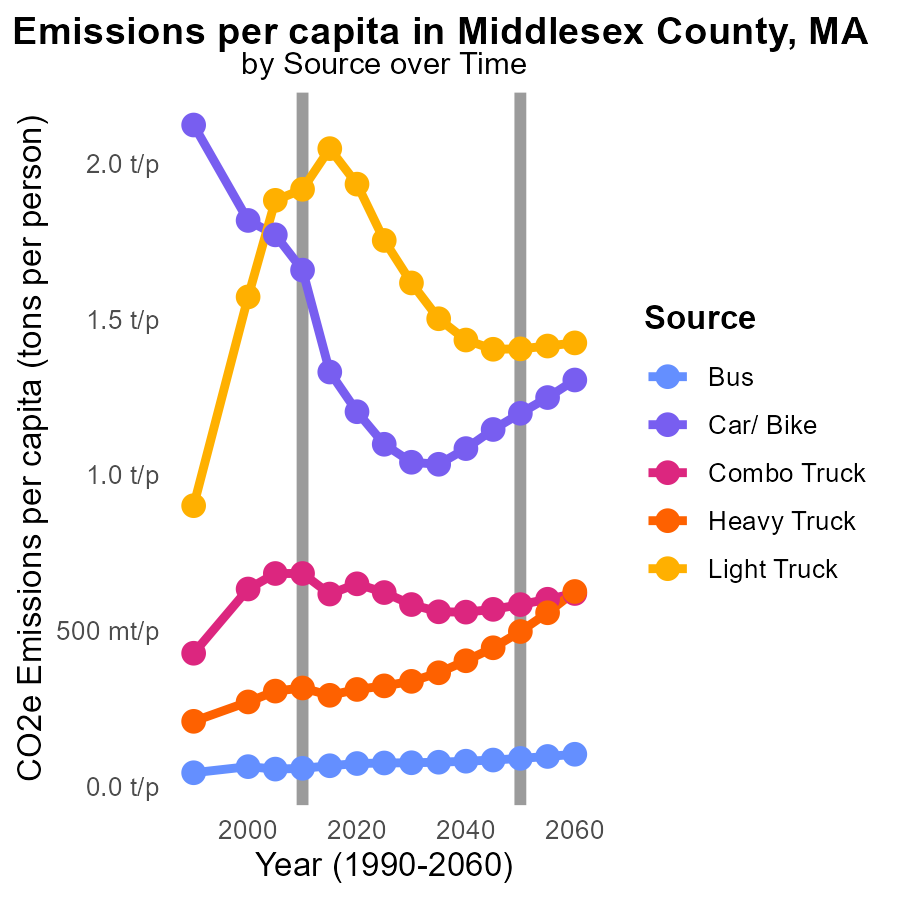 Emissions per capita in Middlesex County, MA
by Source over Time
CO2e Emissions per capita (tons per person)
2.0 t/p
1.5 t/p
1.0 t/p
500 mt/p
0.0 t/p
2000 2020 2040 2060
Year (1990-2060)
Source
Bus
Car/ Bike
Combo Truck
Heavy Truck
Light Truck